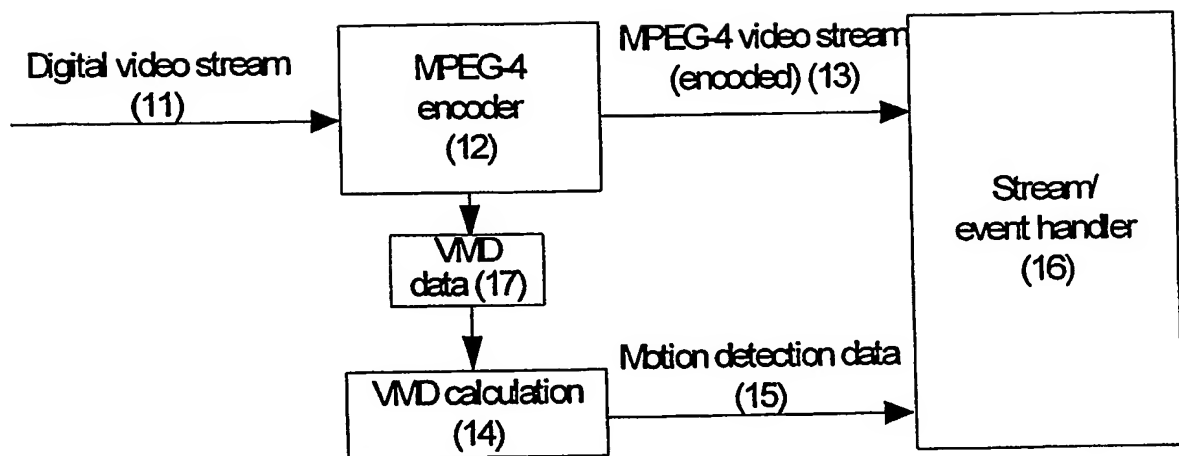 Digital video stream
(11)
MPEG-4
encoder
(12)
MPEG-4 video stream
(encoded) (13)
Stream/
event handler
(16)
VMD
data (17)
VMD calculation
(14)
Motion detection data
(15)